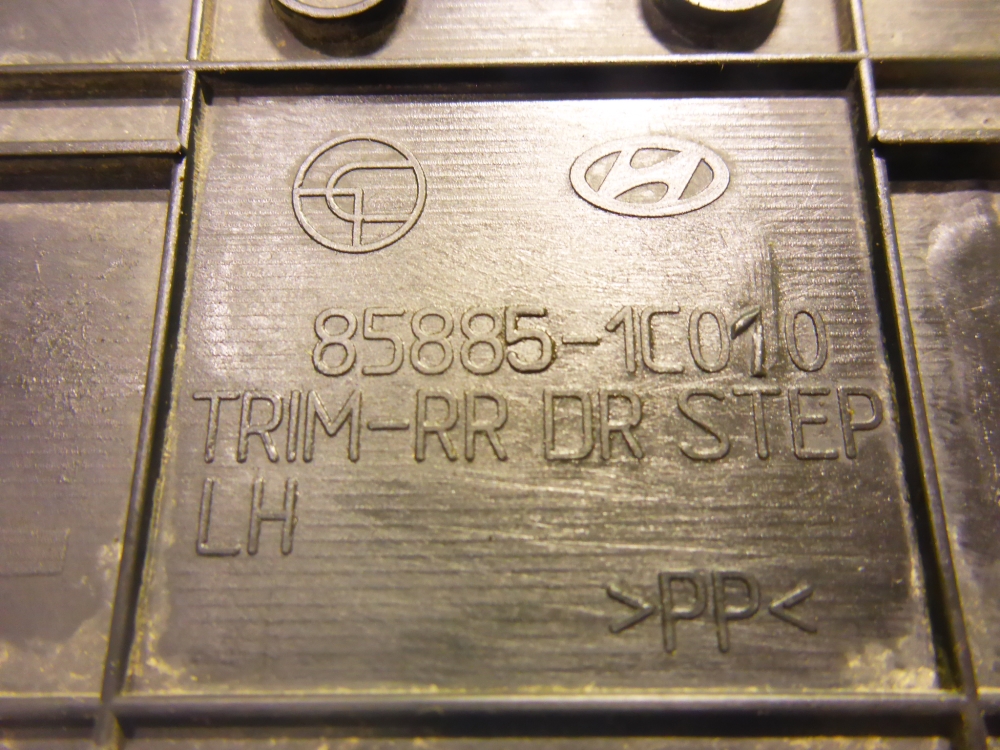 85885-1C010
TRIM-RR DR STEP
LH
>PP<